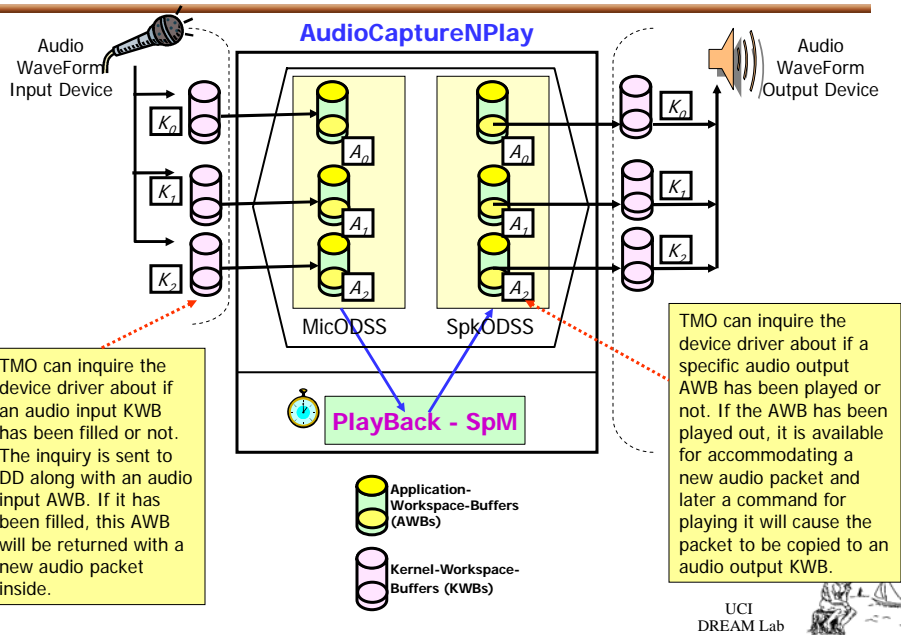 AudioCaptureNPlay
Audio
WaveForm
Input Device
Audio
WaveForm
Output Device
K0
K1
K2
A0
A1
A2
MicODSS
A0
A1
A2
SpkODSS
K0
K1
K2
PlayBack - SpM
TMO can inquire the
device driver about if
an audio input KWB
has been filled or not.
The inquiry is sent to
DD along with an audio
input AWB. If it has
been filled, this AWB
will be returned with a
new audio packet
inside.
TMO can inquire the
device driver about if a
specific audio output
AWB has been played or
not. If the AWB has been
played out, it is available
for accommodating a
new audio packet and
later a command for
playing it will cause the
packet to be copied to an
audio output KWB.
Application-
Workspace-Buffers
(AWBs)
Kernel-Workspace-
Buffers (KWBs)
UCI
DREAM Lab